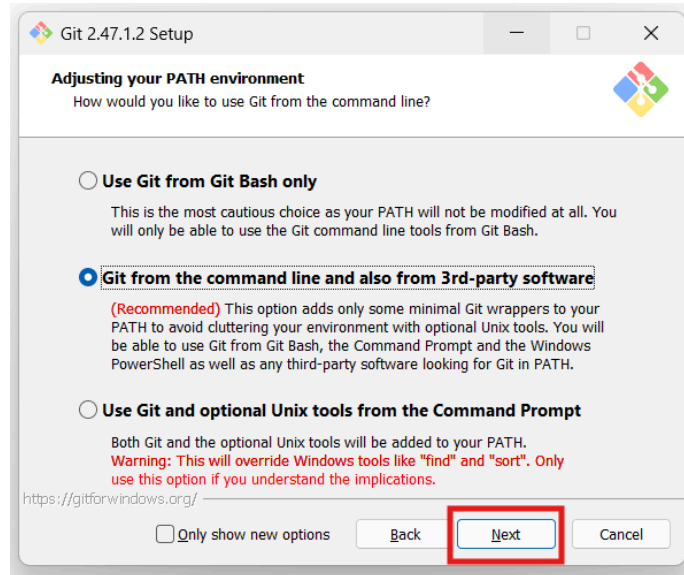 Git 2.47.1.2 Setup
Adjusting your PATH environment
How would you like to use Git from the command line?
Use Git from Git Bash only
This is the most cautious choice as your PATH will not be modified at all. You
will only be able to use the Git command line tools from Git Bash.
Git from the command line and also from 3rd-party software
(Recommended) This option adds only some minimal Git wrappers to your
PATH to avoid cluttering your environment with optional Unix tools. You will
be able to use Git from Git Bash, the Command Prompt and the Windows
PowerShell as well as any third-party software looking for Git in PATH.
Use Git and optional Unix tools from the Command Prompt
Both Git and the optional Unix tools will be added to your PATH.
Warning: This will override Windows tools like "find" and "sort". Only
use this option if you understand the implications.
https://gitforwindows.org/
Only show new options Back Next Cancel